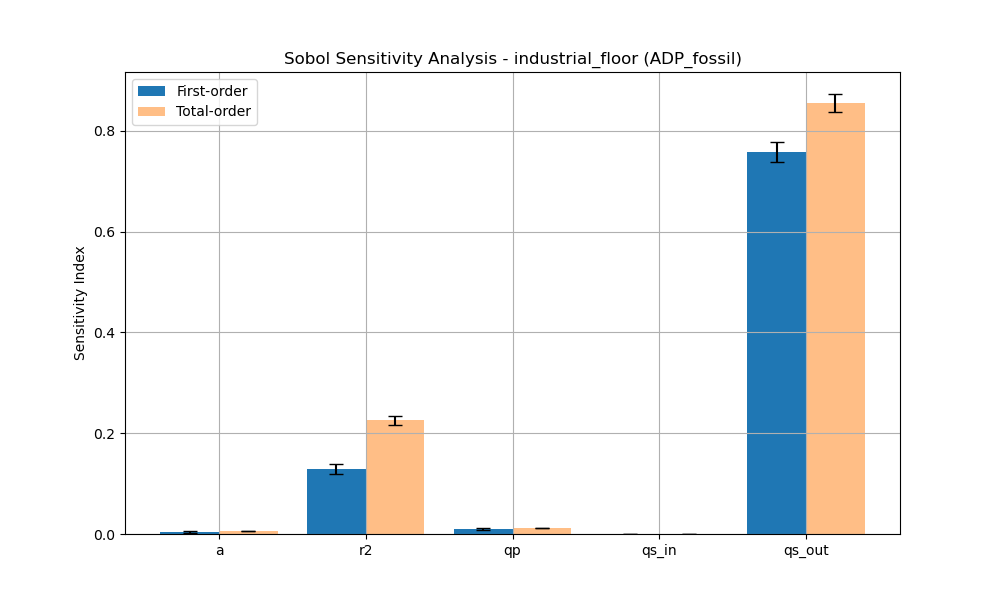 Sobol Sensitivity Analysis - industrial_floor (ADP_fossil)
First-order
Total-order
Sensitivity Index
0.8
0.6
0.4
0.2
0.0
a r2 qp qs_in qs_out